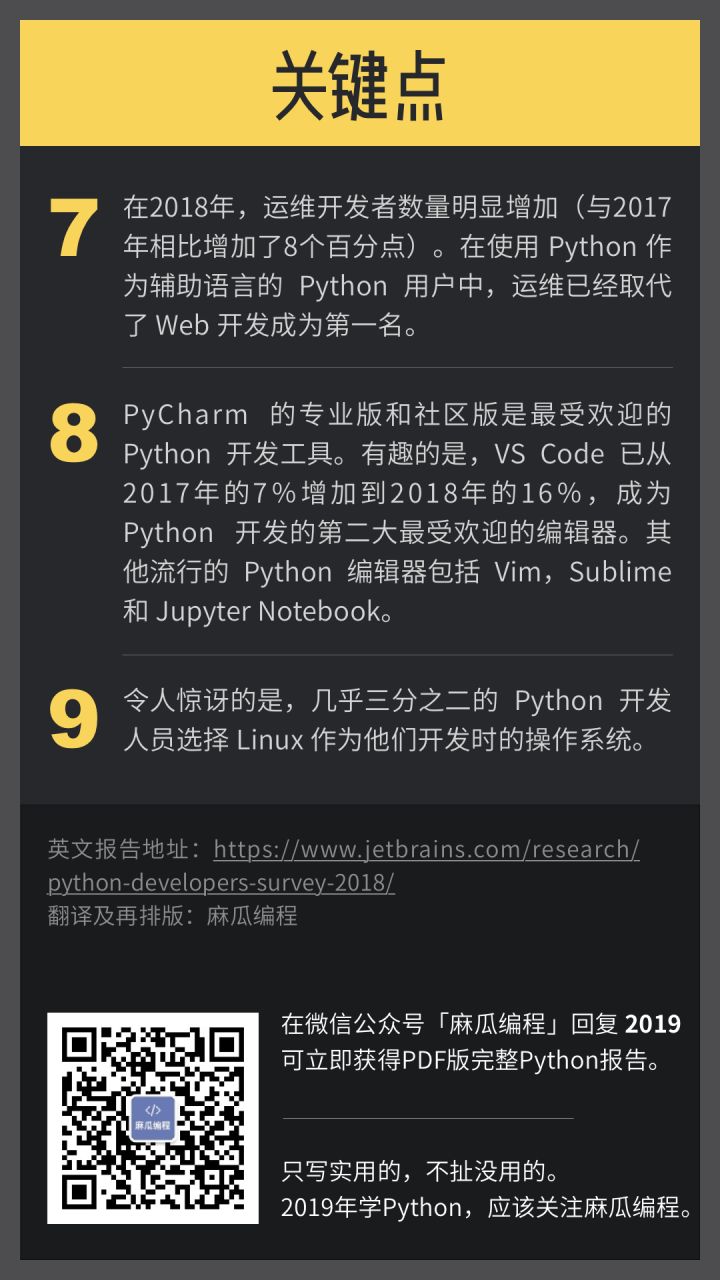 关键点
7
在2018年，运维开发者数量明显增加（与2017
年相比增加了8个百分点）。在使用 Python 作
为辅助语言的 Python 用户中，运维已经取代
了 Web 开发成为第一名。
8
PyCharm 的专业版和社区版是最受欢迎的
Python 开发工具。有趣的是，VS Code 已从
2017年的7%增加到2018年的16%，成为
Python 开发的第二大最受欢迎的编辑器。其
他流行的 Python 编辑器包括 Vim，Sublime
和 Jupyter Notebook。
9
令人惊讶的是，几乎三分之二的 Python 开发
人员选择 Linux 作为他们开发时的操作系统。
英文报告地址：https://www.jetbrains.com/research/
python-developers-survey-2018/
翻译及再排版：麻瓜编程
</>
麻瓜编程
在微信公众号「麻瓜编程」回复 2019
可立即获得PDF版完整Python报告。
只写实用的，不扯没用的。
2019年学Python，应该关注麻瓜编程。